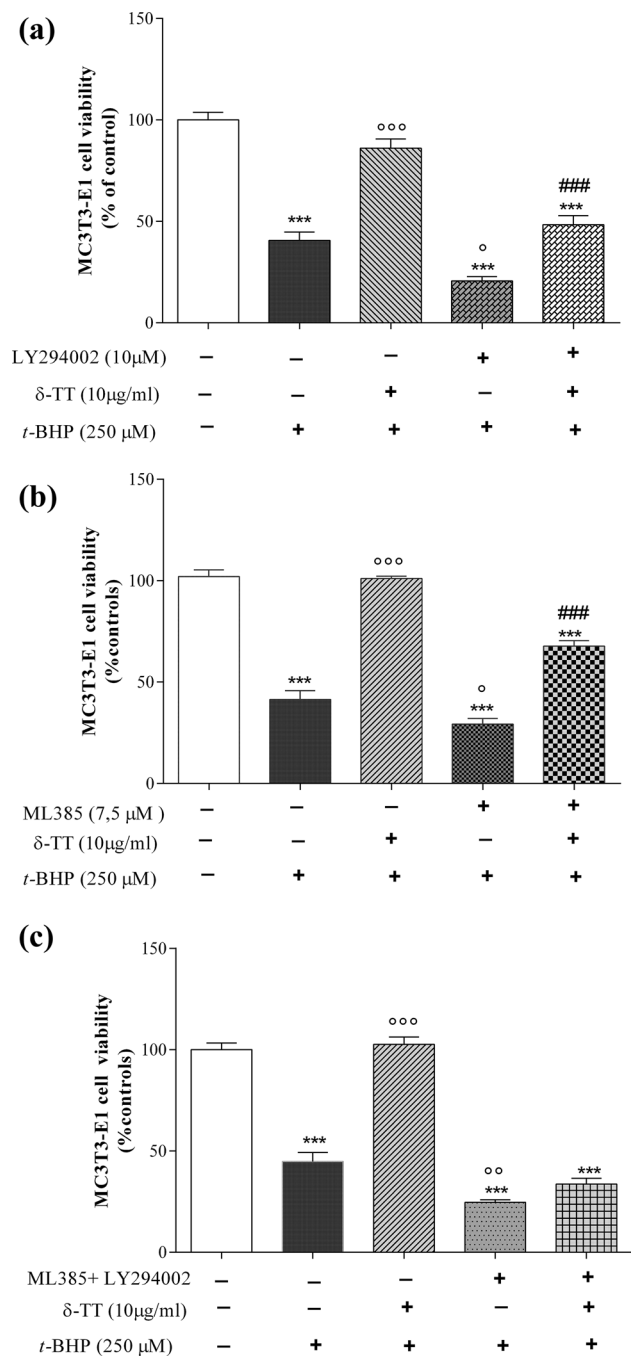 (a)
150
100
50
0
MC3T3-E1 cell viability
(% of control)
***
°°°
°
***
###
***
LY294002 (10μM) – – – + +
δ-TT (10μg/ml) – – + – +
t-BHP (250 μM) – + + + +
(b)
150
100
50
0
MC3T3-E1 cell viability
(%controls)
***
°°°
°
***
###
***
ML385 (7,5 μM ) – – – + +
δ-TT (10μg/ml) – – + – +
t-BHP (250 μM) – + + + +
(c)
150
100
50
0
MC3T3-E1 cell viability
(%controls)
***
°°°
°°
***
***
ML385+ LY294002 – – – + +
δ-TT (10μg/ml) – – + – +
t-BHP (250 μM) – + + + +